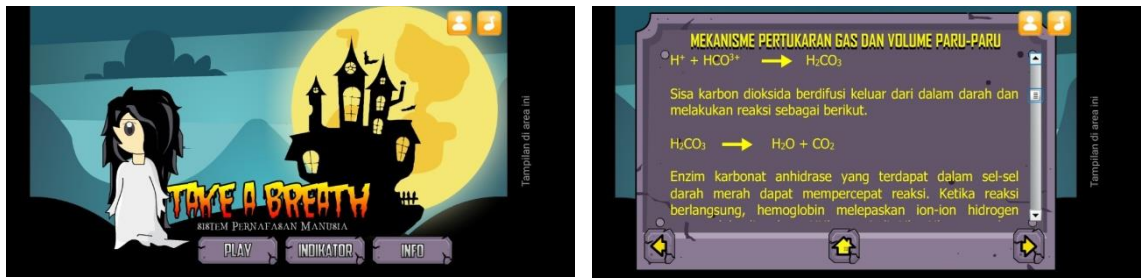 TAKE A BREATH
SISTEM PERNAFASAN MANUSIA
PLAY
INDIKATOR
INFO
Tampilan di area ini
MEKANISME PERTUKARAN GAS DAN VOLUME PARU-PARU
H⁺ + HCO³⁺ → H₂CO₃
Sisa karbon dioksida berdifusi keluar dari dalam darah dan
melakukan reaksi sebagai berikut.
H₂CO₃ → H₂O + CO₂
Enzim karbonat anhidrase yang terdapat dalam sel-sel
darah merah dapat mempercepat reaksi. Ketika reaksi
berlangsung, hemoglobin melepaskan ion-ion hidrogen
Tampilan di area ini